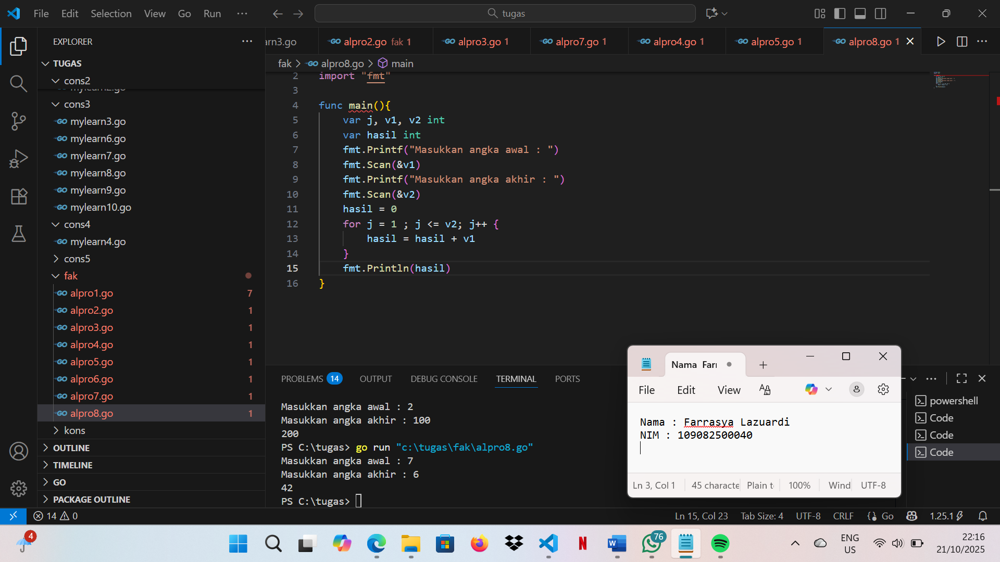 File Edit Selection View Go Run ...
tugas
EXPLORER
TUGAS
cons2
cons3
mylearn3.go
mylearn6.go
mylearn7.go
mylearn8.go
mylearn9.go
mylearn10.go
cons4
mylearn4.go
cons5
fak
alpro1.go 7
alpro2.go 1
alpro3.go 1
alpro4.go 1
alpro5.go 1
alpro6.go 1
alpro7.go 1
alpro8.go 1
kons
OUTLINE
TIMELINE
GO
PACKAGE OUTLINE
arn3.go GO alpro2.go fak 1 GO alpro3.go 1 GO alpro7.go 1 GO alpro4.go 1 GO alpro5.go 1 GO alpro8.go 1
fak > GO alpro8.go > main
2 import "fmt"
3
4 func main(){
5 var j, v1, v2 int
6 var hasil int
7 fmt.Printf("Masukkan angka awal : ")
8 fmt.Scan(&v1)
9 fmt.Printf("Masukkan angka akhir : ")
10 fmt.Scan(&v2)
11 hasil = 0
12 for j = 1 ; j <= v2; j++ {
13 hasil = hasil + v1
14 }
15 fmt.Println(hasil)
16 }
PROBLEMS 14 OUTPUT DEBUG CONSOLE TERMINAL PORTS
Masukkan angka awal : 2
Masukkan angka akhir : 100
200
PS C:\tugas> go run "c:\tugas\fak\alpro8.go"
Masukkan angka awal : 7
Masukkan angka akhir : 6
42
PS C:\tugas>
powershell
Code
Code
Code
Nama Farr
File Edit View
Nama : Farrasya Lazuardi
NIM : 109082500040
Ln 3, Col 1 45 characte Plain t 100% Wind UTF-8
14 0
Ln 15, Col 23 Tab Size: 4 UTF-8 CRLF Go 1.25.1
4
76
ENG
US
22:16
21/10/2025